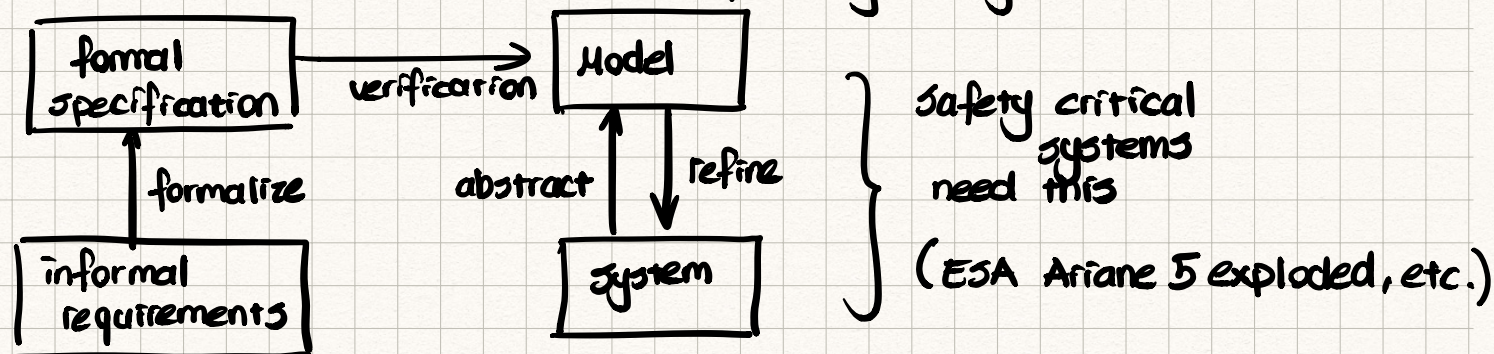 formal
specification
verification
Model
formalize
abstract
refine
informal
requirements
system
safety critical
systems
need this
(ESA Ariane 5 exploded, etc.)